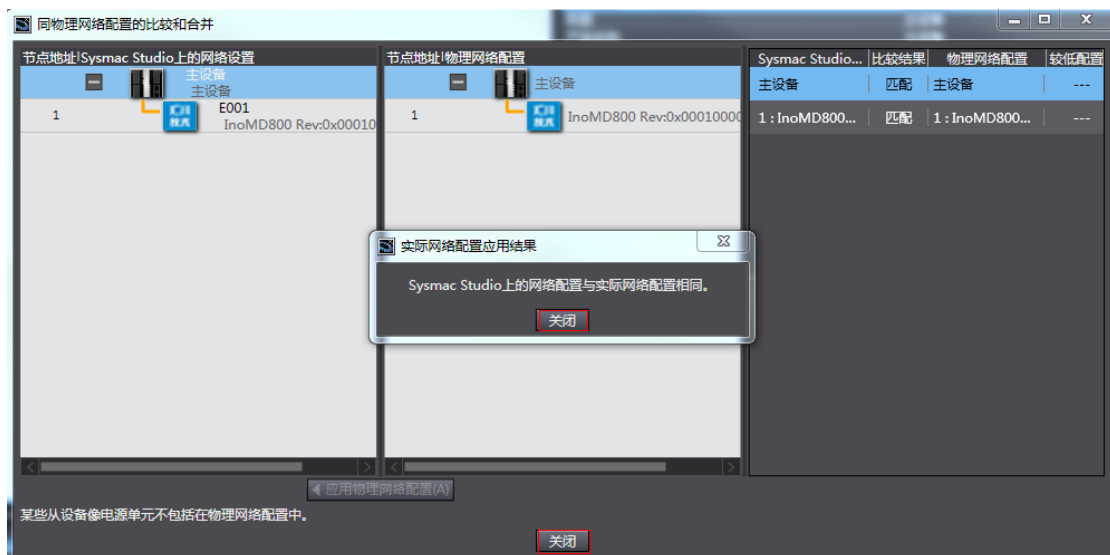 同物理网络配置的比较和合并
节点地址|Sysmac Studio上的网络设置
主设备
主设备
1
E001
InoMD800 Rev:0x00010
节点地址|物理网络配置
主设备
1
InoMD800 Rev:0x00010000
Sysmac Studio... 比较结果 物理网络配置 较低配置
主设备 匹配 主设备 ---
1 : InoMD800... 匹配 1 : InoMD800... ---
实际网络配置应用结果
Sysmac Studio上的网络配置与实际网络配置相同。
关闭
应用物理网络配置(A)
某些从设备像电源单元不包括在物理网络配置中。
关闭